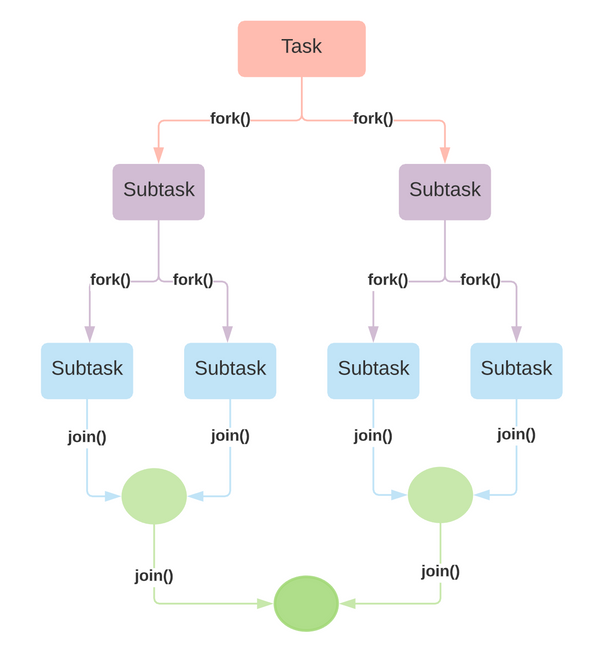 Task
fork() fork()
Subtask Subtask
fork() fork() fork() fork()
Subtask Subtask Subtask Subtask
join() join() join() join()
join() join()